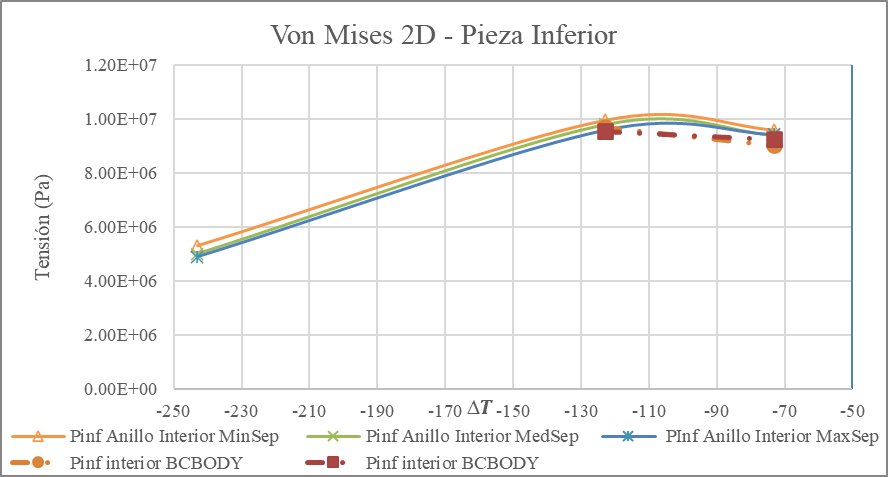 Von Mises 2D - Pieza Inferior
1.20E+07
1.00E+07
8.00E+06
6.00E+06
4.00E+06
2.00E+06
0.00E+00
Tensión (Pa)
-250 -230 -210 -190 -170 -150 -130 -110 -90 -70 -50
ΔT
Pinf Anillo Interior MinSep Pinf Anillo Interior MedSep PInf Anillo Interior MaxSep
Pinf interior BCBODY Pinf interior BCBODY